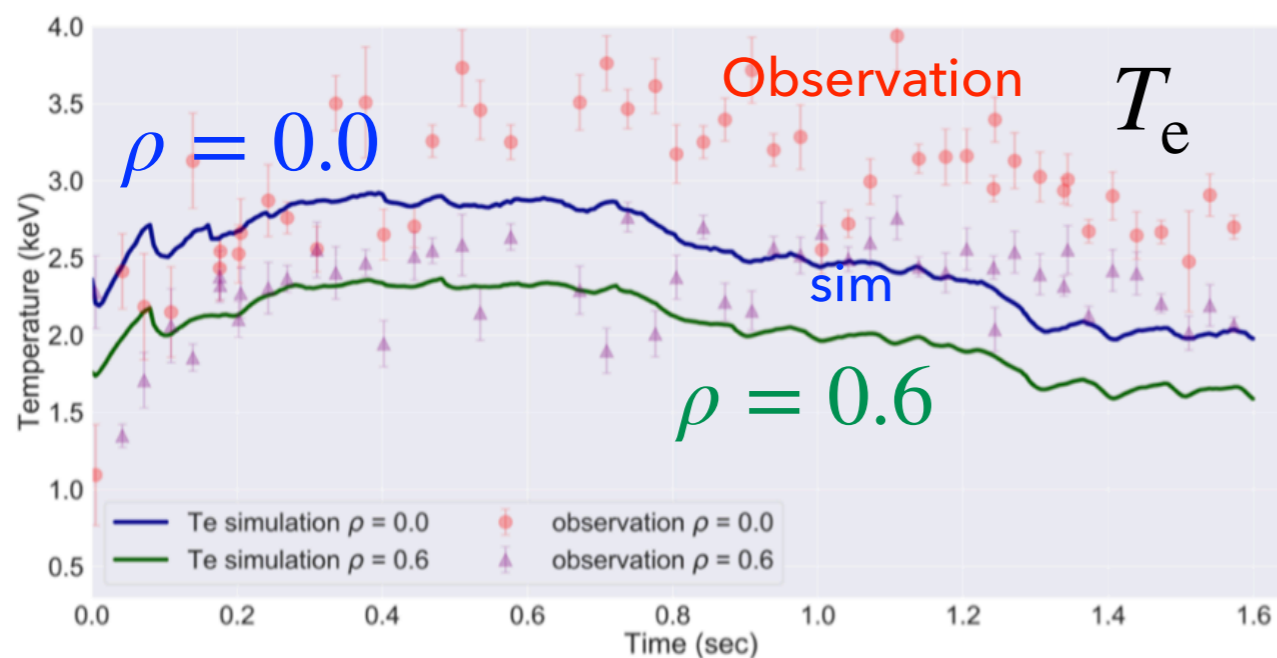 4.0
Observation
T_e
3.5
ρ = 0.0
3.0
Temperature (keV)
2.5
sim
2.0
ρ = 0.6
1.5
1.0
Te simulation ρ = 0.0
observation ρ = 0.0
Te simulation ρ = 0.6
observation ρ = 0.6
0.5
0.0 0.2 0.4 0.6 0.8 1.0 1.2 1.4 1.6
Time (sec)